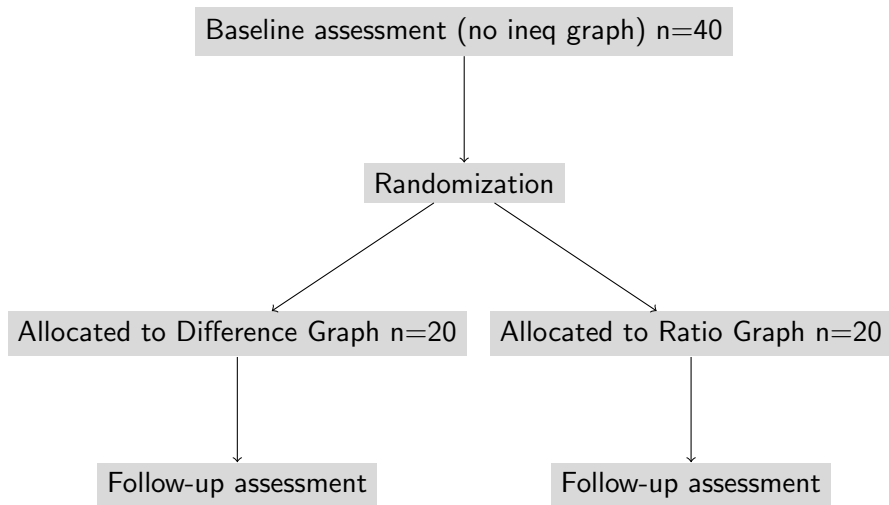 Baseline assessment (no ineq graph) n=40
Randomization
Allocated to Difference Graph n=20
Allocated to Ratio Graph n=20
Follow-up assessment
Follow-up assessment